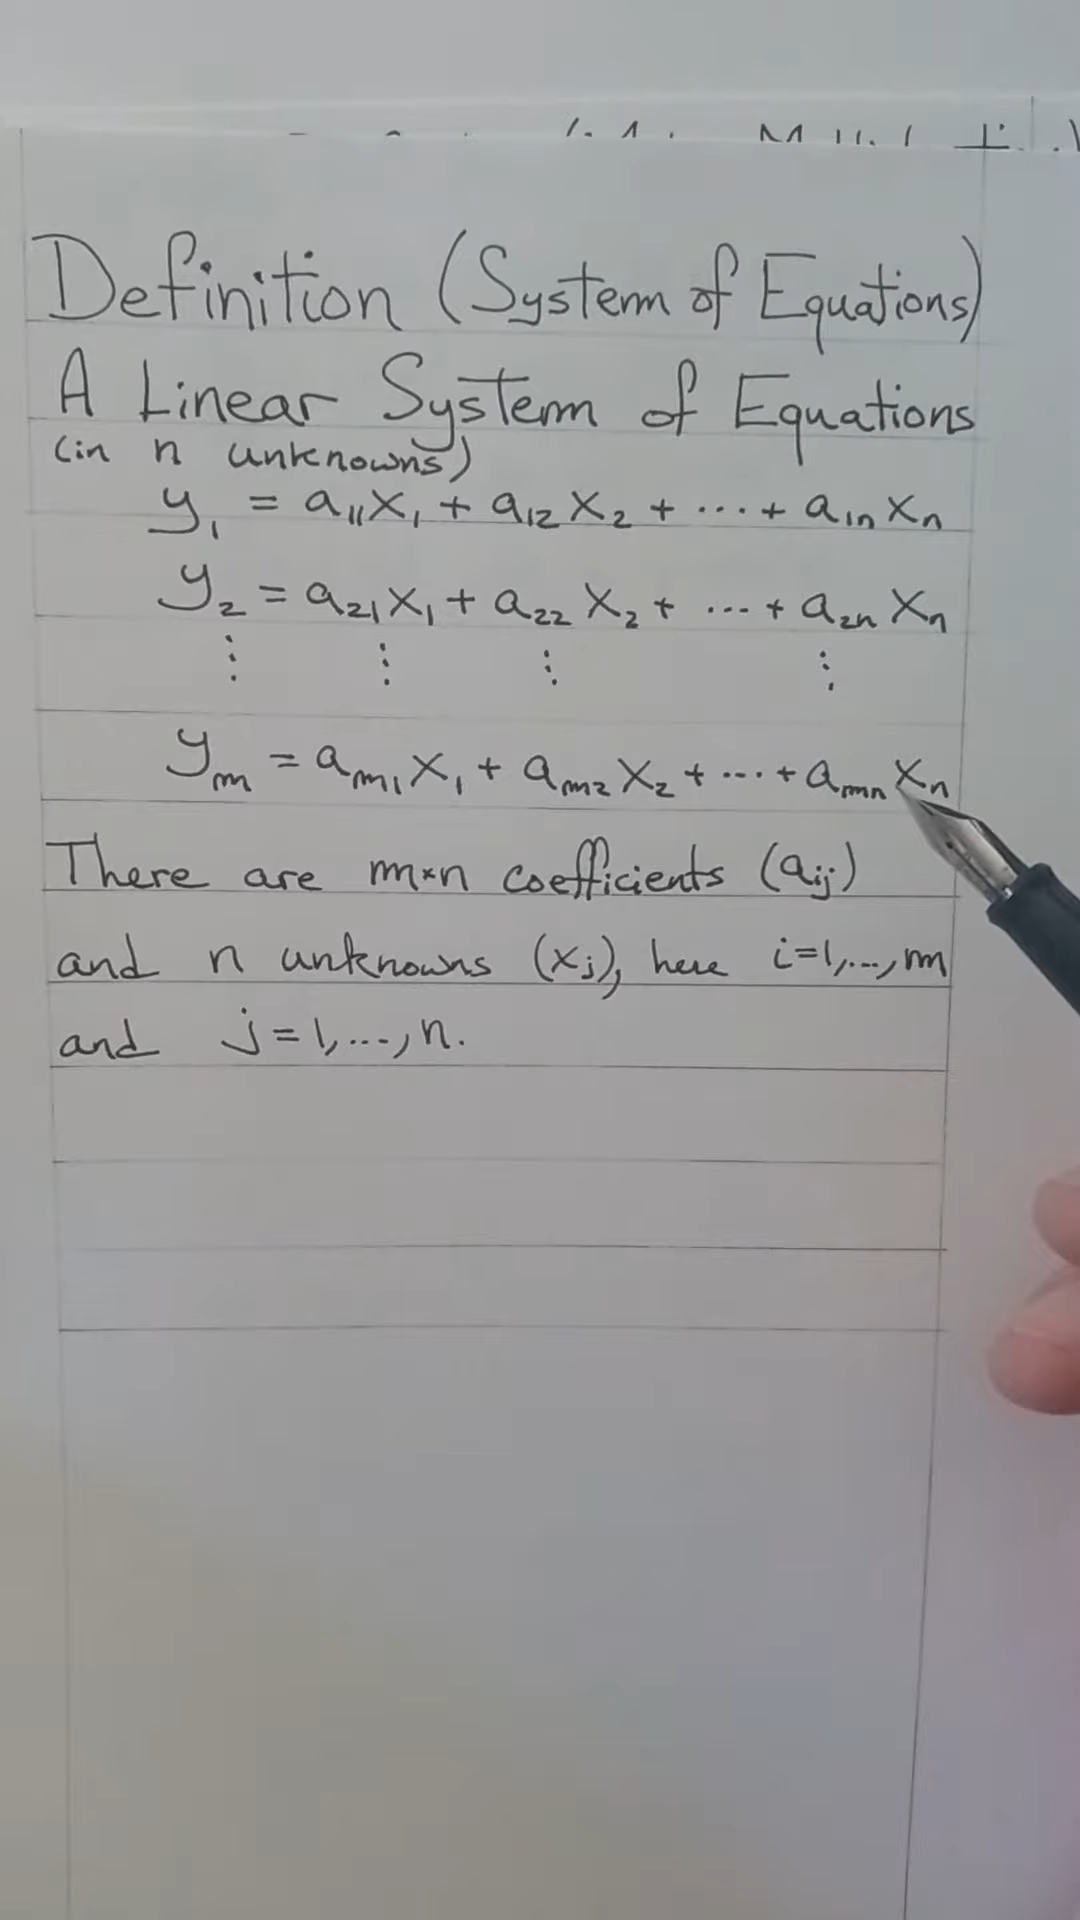 Definition (System of Equations)
A Linear System of Equations
(in n unknowns)
y₁ = a₁₁x₁ + a₁₂x₂ + ... + a₁ₙxₙ
y₂ = a₂₁x₁ + a₂₂x₂ + ... + a₂ₙxₙ
⋮ ⋮ ⋮ ⋮
yₘ = aₘ₁x₁ + aₘ₂x₂ + ... + aₘₙxₙ
There are m×n coefficients (aᵢⱼ)
and n unknowns (xⱼ), here i=1,...,m
and j=1,...,n.